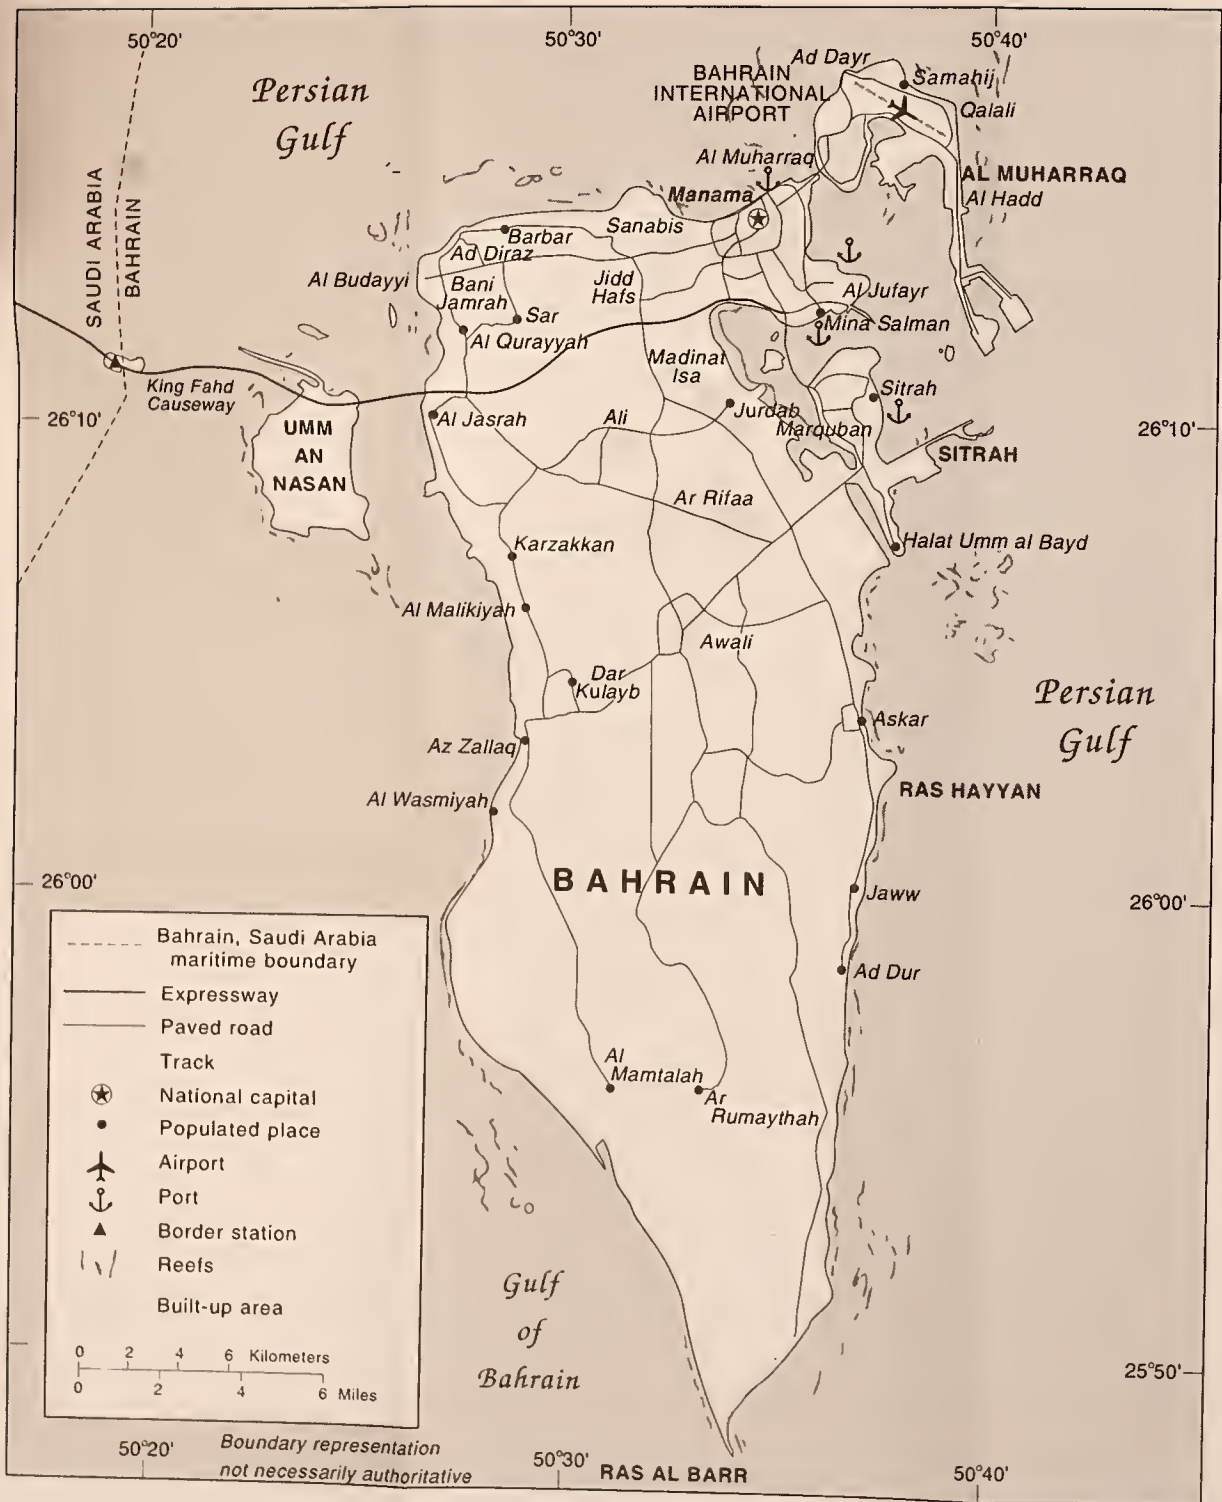 50°20'
50°30'
50°40'
Persian
Gulf
BAHRAIN
INTERNATIONAL
AIRPORT
Ad Dayr
Samahij
Qalali
Al Muharraq
AL MUHARRAQ
Al Hadd
Manama
SAUDI ARABIA
BAHRAIN
Sanabis
Barbar
Ad Diraz
Al Budayyi
Bani
Jamrah
Jidd
Hafs
Al Jufayr
Sar
Mina Salman
Al Qurayyah
Madinat
Isa
King Fahd
Causeway
Sitrah
26°10'
UMM
AN
NASAN
Al Jasrah
Ali
Jurdab
Marquban
26°10'
SITRAH
Ar Rifaa
Karzakkan
Halat Umm al Bayd
Al Malikiyah
Awali
Dar
Kulayb
Persian
Gulf
Askar
Az Zallaq
RAS HAYYAN
Al Wasmiyah
26°00'
BAHRAIN
Jaww
26°00'
Ad Dur
Bahrain, Saudi Arabia
maritime boundary
Expressway
Paved road
Track
National capital
Populated place
Airport
Port
Border station
Reefs
Built-up area
0 2 4 6 Kilometers
0 2 4 6 Miles
Al
Mamtalah
Ar
Rumaythah
Gulf
of
Bahrain
25°50'
50°20'
Boundary representation
not necessarily authoritative
50°30'
RAS AL BARR
50°40'